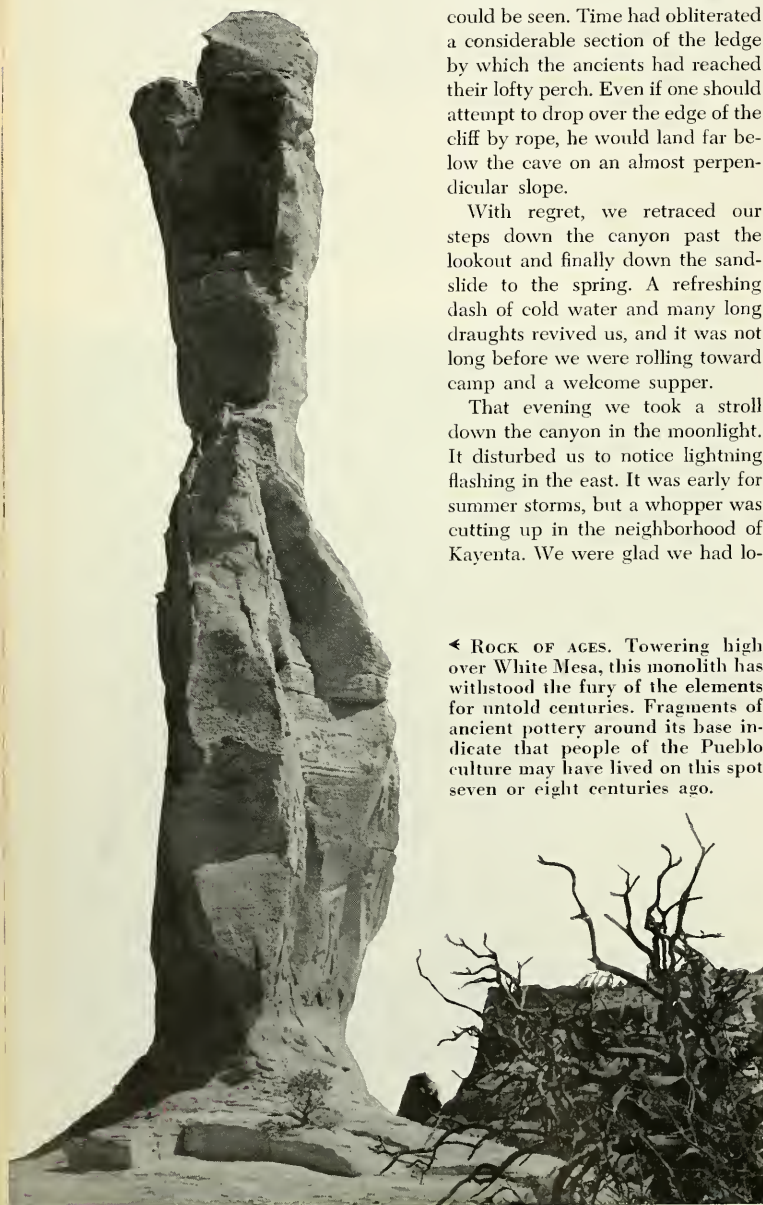 could be seen. Time had obliterated
a considerable section of the ledge
by which the ancients had reached
their lofty perch. Even if one should
attempt to drop over the edge of the
cliff by rope, he would land far be-
low the cave on an almost perpen-
dicular slope.
With regret, we retraced our
steps down the canyon past the
lookout and finally down the sand-
slide to the spring. A refreshing
dash of cold water and many long
draughts revived us, and it was not
long before we were rolling toward
camp and a welcome supper.
That evening we took a stroll
down the canyon in the moonlight.
It disturbed us to notice lightning
flashing in the east. It was early for
summer storms, but a whopper was
cutting up in the neighborhood of
Kayenta. We were glad we had lo-
ROCK OF AGES. Towering high
over White Mesa, this monolith has
withstood the fury of the elements
for untold centuries. Fragments of
ancient pottery around its base in-
dicate that people of the Pueblo
culture may have lived on this spot
seven or eight centuries ago.